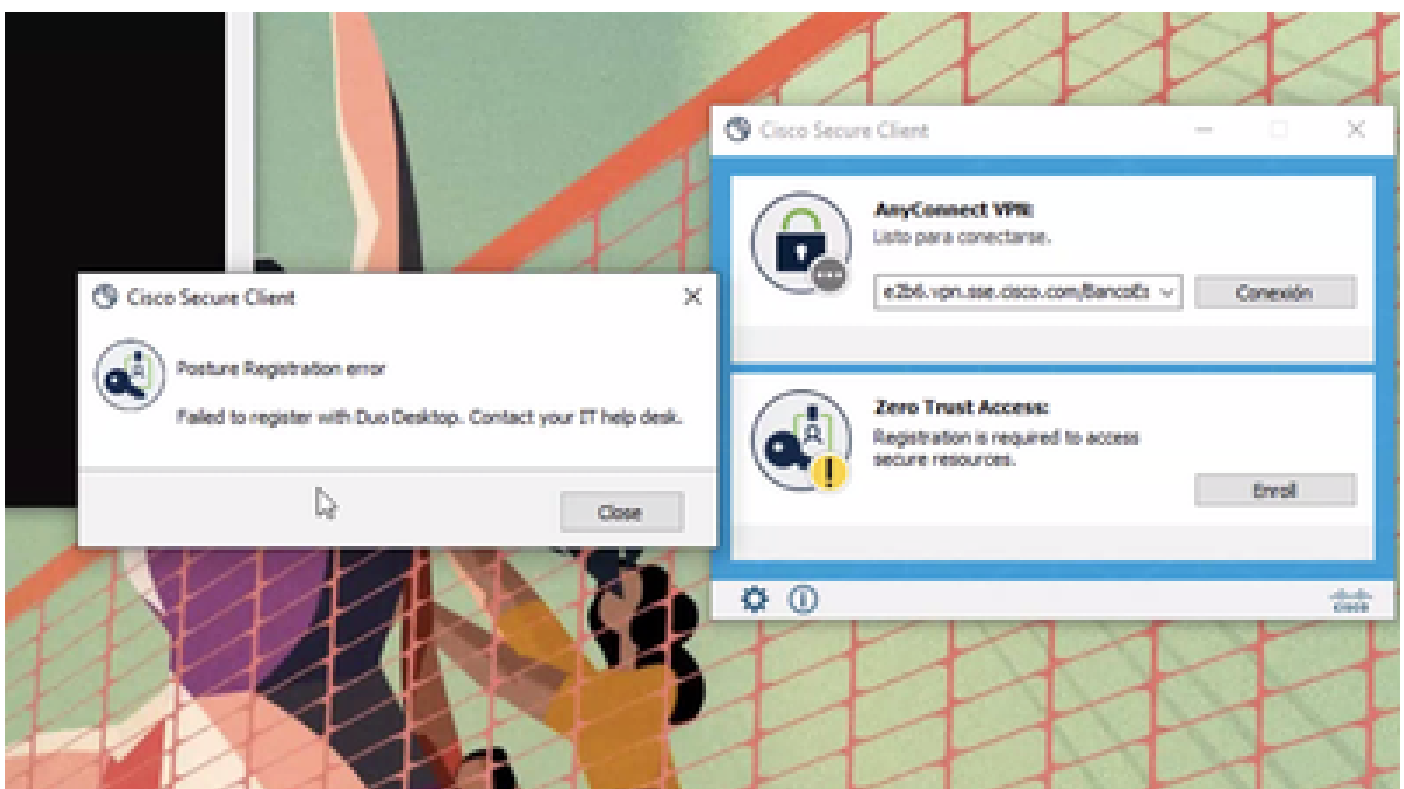 Cisco Secure Client
AnyConnect VPN:
Listo para conectarse.
Conexión
Cisco Secure Client
Posture Registration error
Failed to register with Duo Desktop. Contact your IT help desk.
Close
Zero Trust Access:
Registration is required to access
secure resources.
Enroll
cisco